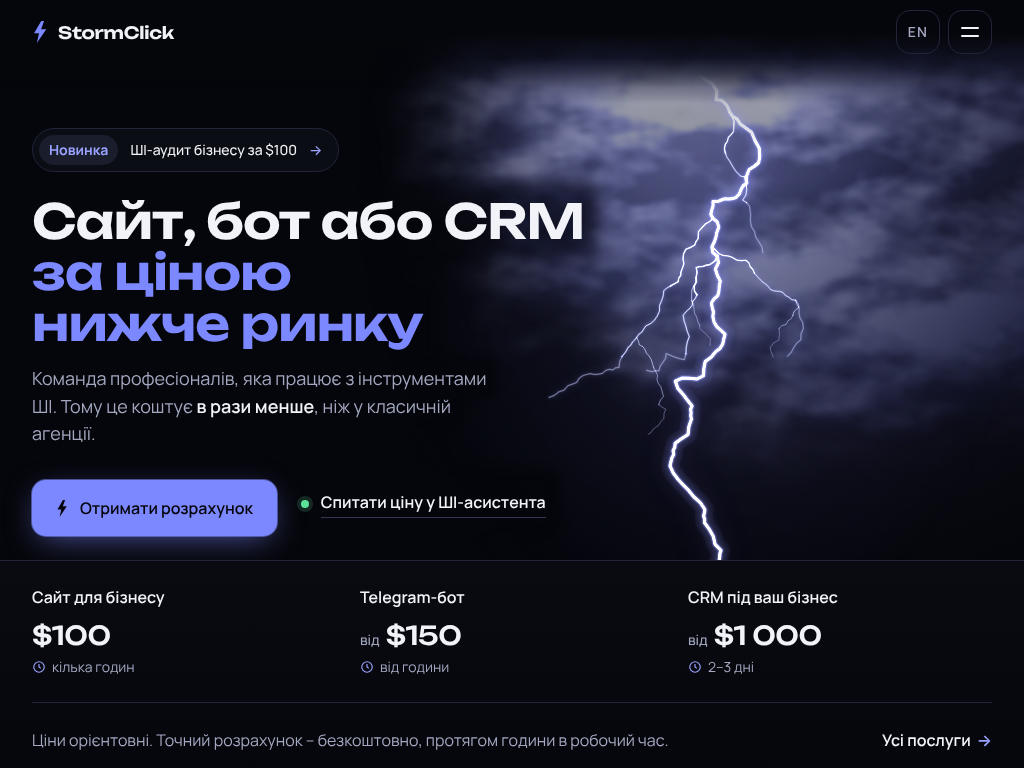 StormClick
EN
Новинка ШІ-аудит бізнесу за $100 →
Сайт, бот або CRM
за ціною
нижче ринку
Команда професіоналів, яка працює з інструментами
ШІ. Тому це коштує в рази менше, ніж у класичній
агенції.
Отримати розрахунок
Спитати ціну у ШІ-асистента
Сайт для бізнесу
$100
кілька годин
Telegram-бот
від $150
від години
CRM під ваш бізнес
від $1 000
2–3 дні
Ціни орієнтовні. Точний розрахунок – безкоштовно, протягом години в робочий час.
Усі послуги →